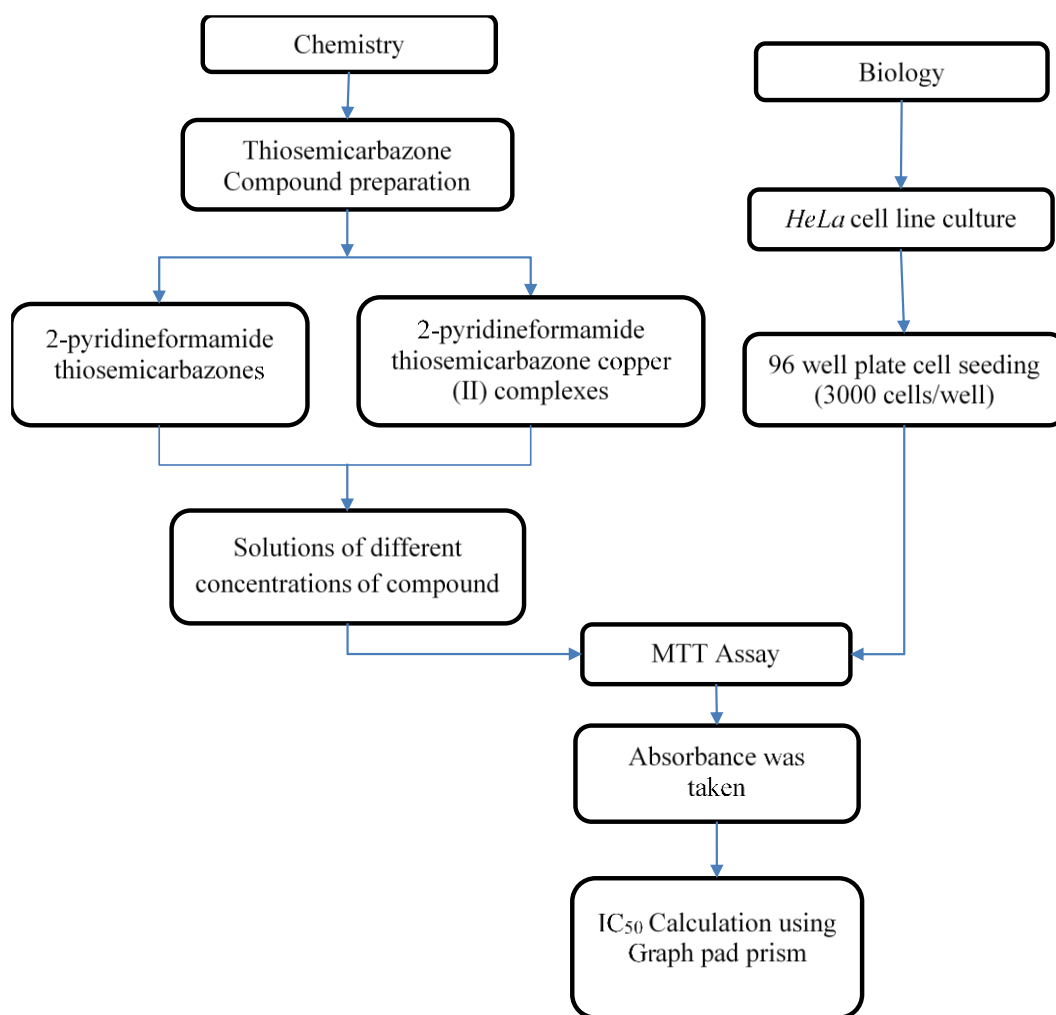 Chemistry
Thiosemicarbazone
Compound preparation
2-pyridineformamide
thiosemicarbazones
2-pyridineformamide
thiosemicarbazone copper
(II) complexes
Solutions of different
concentrations of compound
Biology
HeLa cell line culture
96 well plate cell seeding
(3000 cells/well)
MTT Assay
Absorbance was
taken
IC₅₀ Calculation using
Graph pad prism